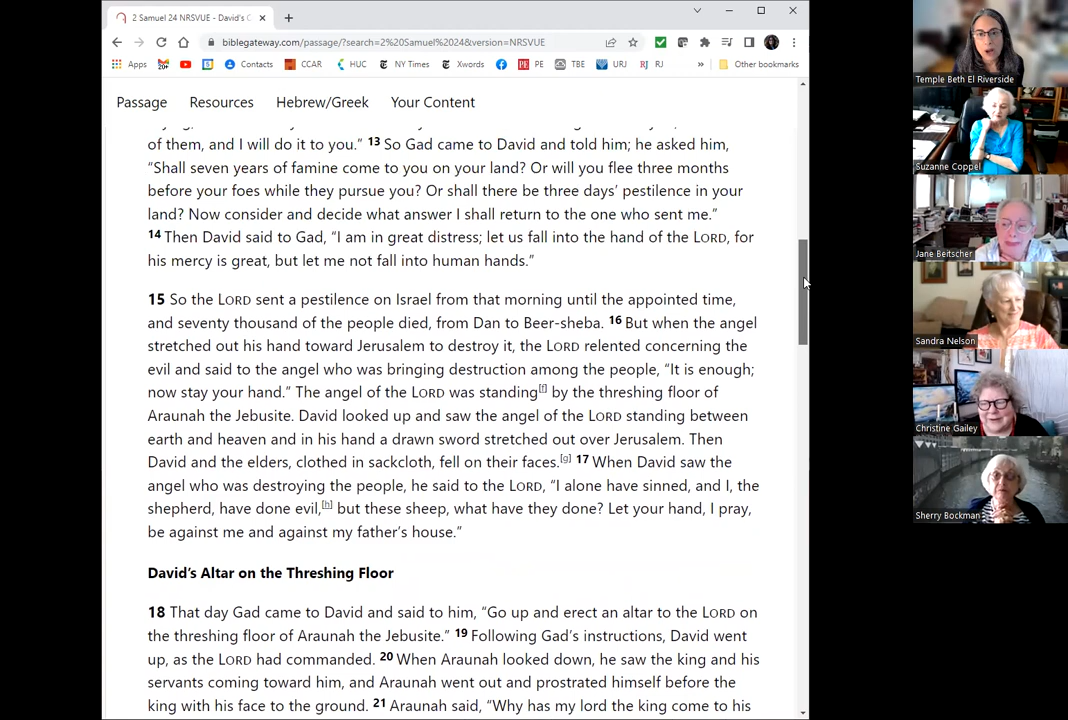 2 Samuel 24 NRSVUE - David's C
biblegateway.com/passage/?search=2%20Samuel%2024&version=NRSVUE
Apps
20+
Contacts
CCAR
HUC
NY Times
Xwords
PE
TBE
URJ
RJ
RJ
»
Other bookmarks
Passage
Resources
Hebrew/Greek
Your Content
of them, and I will do it to you.” 13 So Gad came to David and told him; he asked him,
“Shall seven years of famine come to you on your land? Or will you flee three months
before your foes while they pursue you? Or shall there be three days’ pestilence in your
land? Now consider and decide what answer I shall return to the one who sent me.”
14 Then David said to Gad, “I am in great distress; let us fall into the hand of the LORD, for
his mercy is great, but let me not fall into human hands.”
15 So the LORD sent a pestilence on Israel from that morning until the appointed time,
and seventy thousand of the people died, from Dan to Beer-sheba. 16 But when the angel
stretched out his hand toward Jerusalem to destroy it, the LORD relented concerning the
evil and said to the angel who was bringing destruction among the people, “It is enough;
now stay your hand.” The angel of the LORD was standing[f] by the threshing floor of
Araunah the Jebusite. David looked up and saw the angel of the LORD standing between
earth and heaven and in his hand a drawn sword stretched out over Jerusalem. Then
David and the elders, clothed in sackcloth, fell on their faces.[g] 17 When David saw the
angel who was destroying the people, he said to the LORD, “I alone have sinned, and I, the
shepherd, have done evil,[h] but these sheep, what have they done? Let your hand, I pray,
be against me and against my father’s house.”
David’s Altar on the Threshing Floor
18 That day Gad came to David and said to him, “Go up and erect an altar to the LORD on
the threshing floor of Araunah the Jebusite.” 19 Following Gad’s instructions, David went
up, as the LORD had commanded. 20 When Araunah looked down, he saw the king and his
servants coming toward him, and Araunah went out and prostrated himself before the
king with his face to the ground. 21 Araunah said, “Why has my lord the king come to his
Temple Beth El Riverside
Suzanne Coppel
Jane Beitscher
Sandra Nelson
Christine Gailey
Sherry Bockman